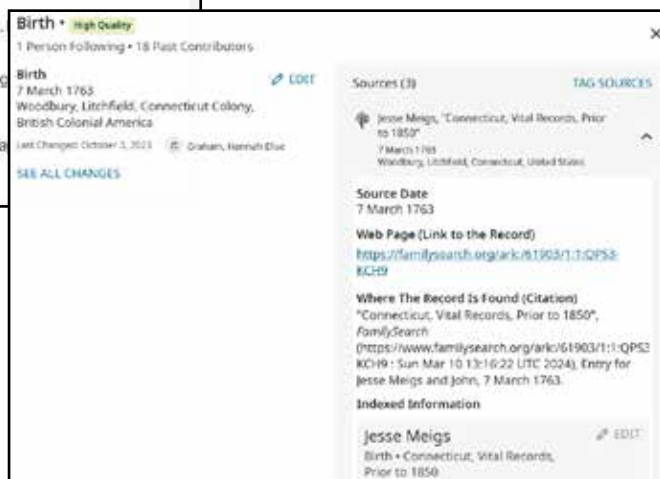 Birth • High Quality
1 Person Following • 18 Past Contributors
Birth
EDIT
7 March 1763
Woodbury, Litchfield, Connecticut Colony,
British Colonial America
Last Changed: October 3, 2023 Graham, Hannah Elise
SEE ALL CHANGES
Sources (3) TAG SOURCES
Jesse Meigs, "Connecticut, Vital Records, Prior
to 1850"
7 March 1763
Woodbury, Litchfield, Connecticut, United States
Source Date
7 March 1763
Web Page (Link to the Record)
https://familysearch.org/ark:/61903/1:1:QPS3-
KCH9
Where The Record Is Found (Citation)
"Connecticut, Vital Records, Prior to 1850",
FamilySearch
(https://www.familysearch.org/ark:/61903/1:1:QPS3
KCH9 : Sun Mar 10 13:16:22 UTC 2024), Entry for
Jesse Meigs and John, 7 March 1763.
Indexed Information
Jesse Meigs EDIT
Birth • Connecticut, Vital Records,
Prior to 1850